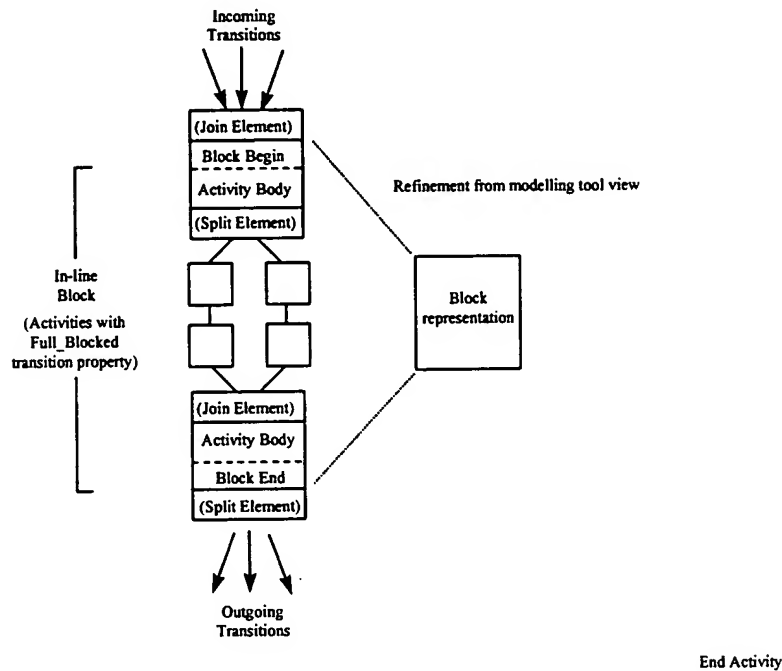 Incoming
Transitions
(Join Element)
Block Begin
Activity Body
(Split Element)
Refinement from modelling tool view
In-line
Block
(Activities with
Full_Blocked
transition property)
Block
representation
(Join Element)
Activity Body
Block End
(Split Element)
Outgoing
Transitions
End Activity